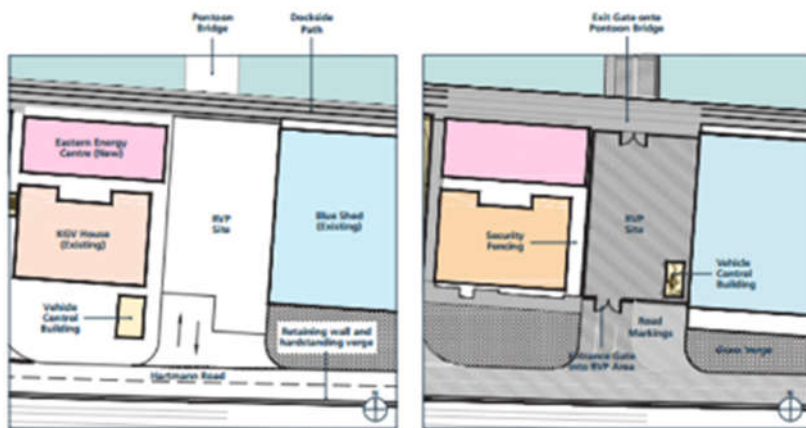 Pontoon
Bridge
Dockside
Path
Eastern Energy
Centre (New)
KGV House
(Existing)
RVP
Site
Blue Shed
(Existing)
Vehicle
Control
Building
Retaining wall and
hardstanding verge
Hartmann Road
N
Exit Gate onto
Pontoon Bridge
RVP
Site
Security
Fencing
Vehicle
Control
Building
Road
Markings
Entrance Gate
into RVP Area
Grass Verge
N